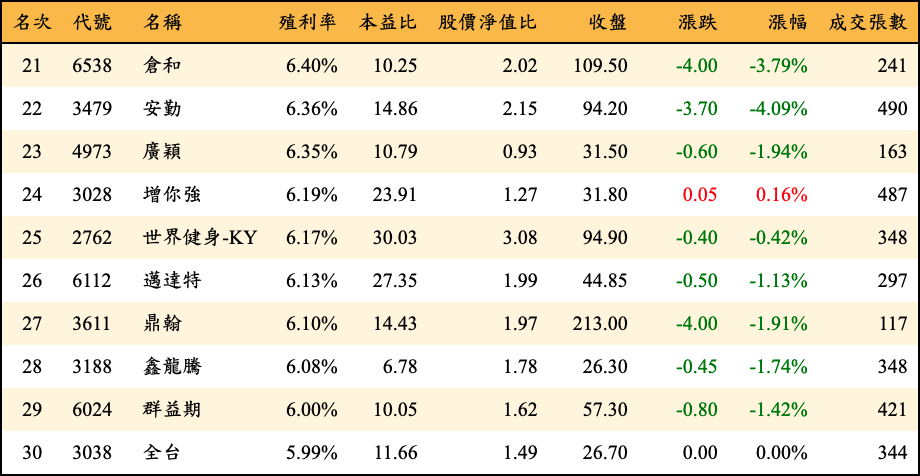 名次 代號 名稱 殖利率 本益比 股價淨值比 收盤 漲跌 漲幅 成交張數
21 6538 倉和 6.40% 10.25 2.02 109.50 -4.00 -3.79% 241
22 3479 安勤 6.36% 14.86 2.15 94.20 -3.70 -4.09% 490
23 4973 廣穎 6.35% 10.79 0.93 31.50 -0.60 -1.94% 163
24 3028 增你強 6.19% 23.91 1.27 31.80 0.05 0.16% 487
25 2762 世界健身-KY 6.17% 30.03 3.08 94.90 -0.40 -0.42% 348
26 6112 邁達特 6.13% 27.35 1.99 44.85 -0.50 -1.13% 297
27 3611 鼎翰 6.10% 14.43 1.97 213.00 -4.00 -1.91% 117
28 3188 鑫龍騰 6.08% 6.78 1.78 26.30 -0.45 -1.74% 348
29 6024 群益期 6.00% 10.05 1.62 57.30 -0.80 -1.42% 421
30 3038 全台 5.99% 11.66 1.49 26.70 0.00 0.00% 344